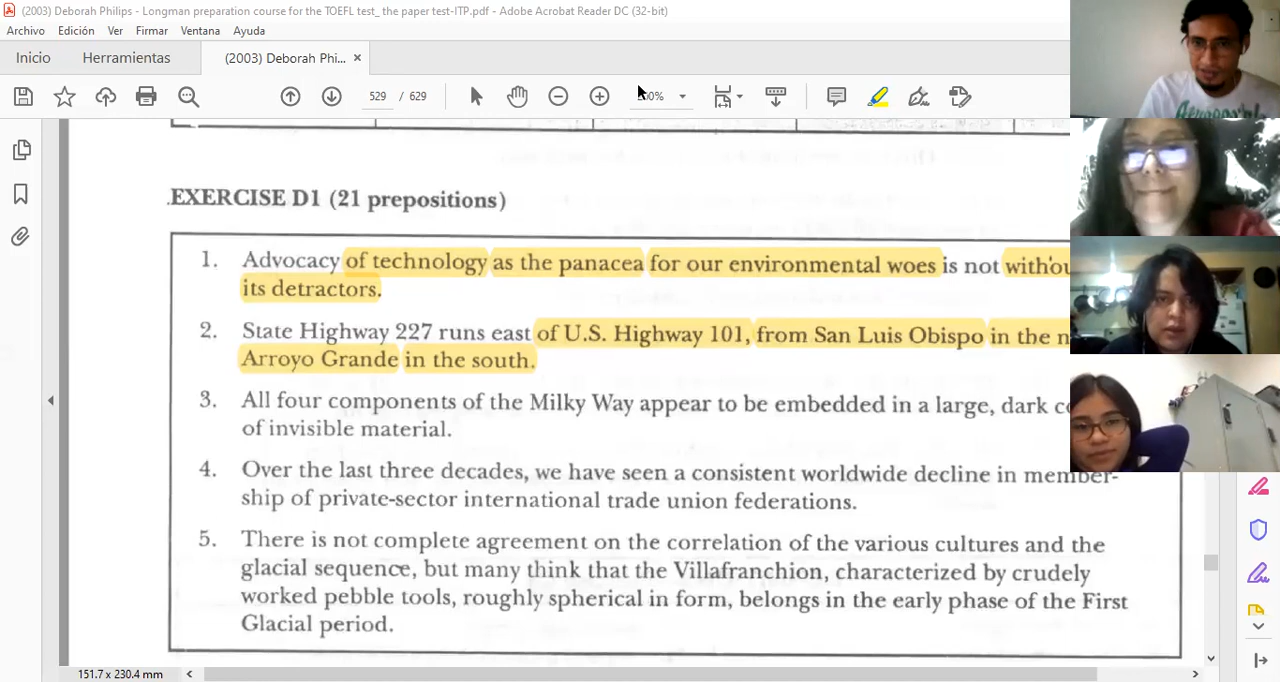 (2003) Deborah Philips - Longman preparation course for the TOEFL test_ the paper test-ITP.pdf - Adobe Acrobat Reader DC (32-bit)
Archivo Edición Ver Firmar Ventana Ayuda
Inicio Herramientas (2003) Deborah Phi... ×
529 / 629
EXERCISE D1 (21 prepositions)
1. Advocacy of technology as the panacea for our environmental woes is not
its detractors.
2. State Highway 227 runs east of U.S. Highway 101, from San Luis Obispo in the
Arroyo Grande in the south.
3. All four components of the Milky Way appear to be embedded in a large, dark
of invisible material.
4. Over the last three decades, we have seen a consistent worldwide decline in member-
ship of private-sector international trade union federations.
5. There is not complete agreement on the correlation of the various cultures and the
glacial sequence, but many think that the Villafranchion, characterized by crudely
worked pebble tools, roughly spherical in form, belongs in the early phase of the First
Glacial period.
151.7 x 230.4 mm